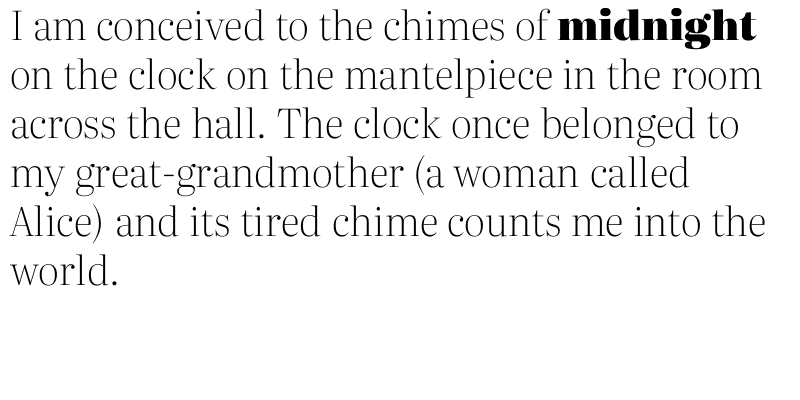 I am conceived to the chimes of midnight
on the clock on the mantelpiece in the room
across the hall. The clock once belonged to
my great-grandmother (a woman called
Alice) and its tired chime counts me into the
world.